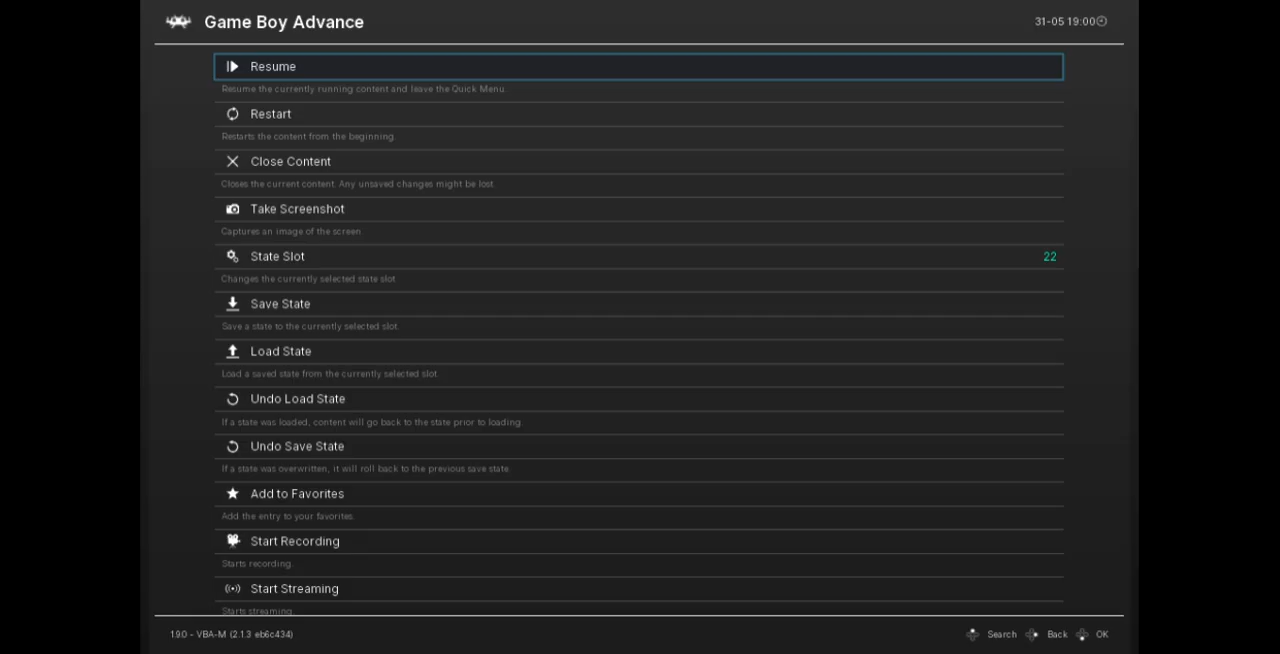 Game Boy Advance
31-05 19:00
Resume
Resume the currently running content and leave the Quick Menu.
Restart
Restarts the content from the beginning.
Close Content
Closes the current content. Any unsaved changes might be lost.
Take Screenshot
Captures an image of the screen.
State Slot 22
Changes the currently selected state slot.
Save State
Save a state to the currently selected slot.
Load State
Load a saved state from the currently selected slot.
Undo Load State
If a state was loaded, content will go back to the state prior to loading.
Undo Save State
If a state was overwritten, it will roll back to the previous save state.
Add to Favorites
Add the entry to your favorites.
Start Recording
Starts recording.
Start Streaming
Starts streaming.
1.9.0 - VBA-M (2.1.3 eb6c434)
Search Back OK